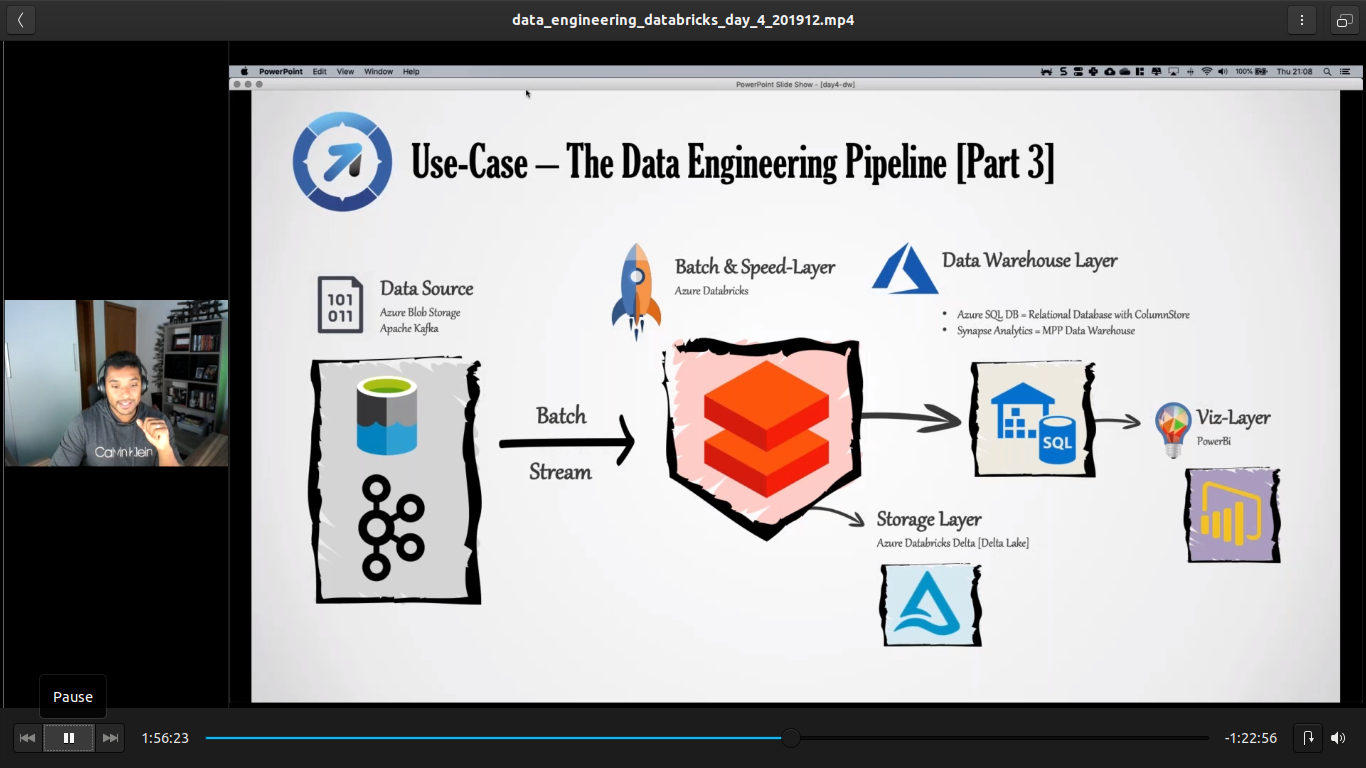 data_engineering_databricks_day_4_201912.mp4
PowerPoint Edit View Window Help
100% Thu 21:08
PowerPoint Slide Show - [day4-dw]
Use-Case – The Data Engineering Pipeline [Part 3]
Data Source
Azure Blob Storage
Apache Kafka
101
011
Batch & Speed-Layer
Azure Databricks
Data Warehouse Layer
• Azure SQL DB = Relational Database with ColumnStore
• Synapse Analytics = MPP Data Warehouse
Batch
Stream
SQL
Viz-Layer
PowerBi
Storage Layer
Azure Databricks Delta [Delta Lake]
Calvin Klein
Pause
1:56:23
-1:22:56